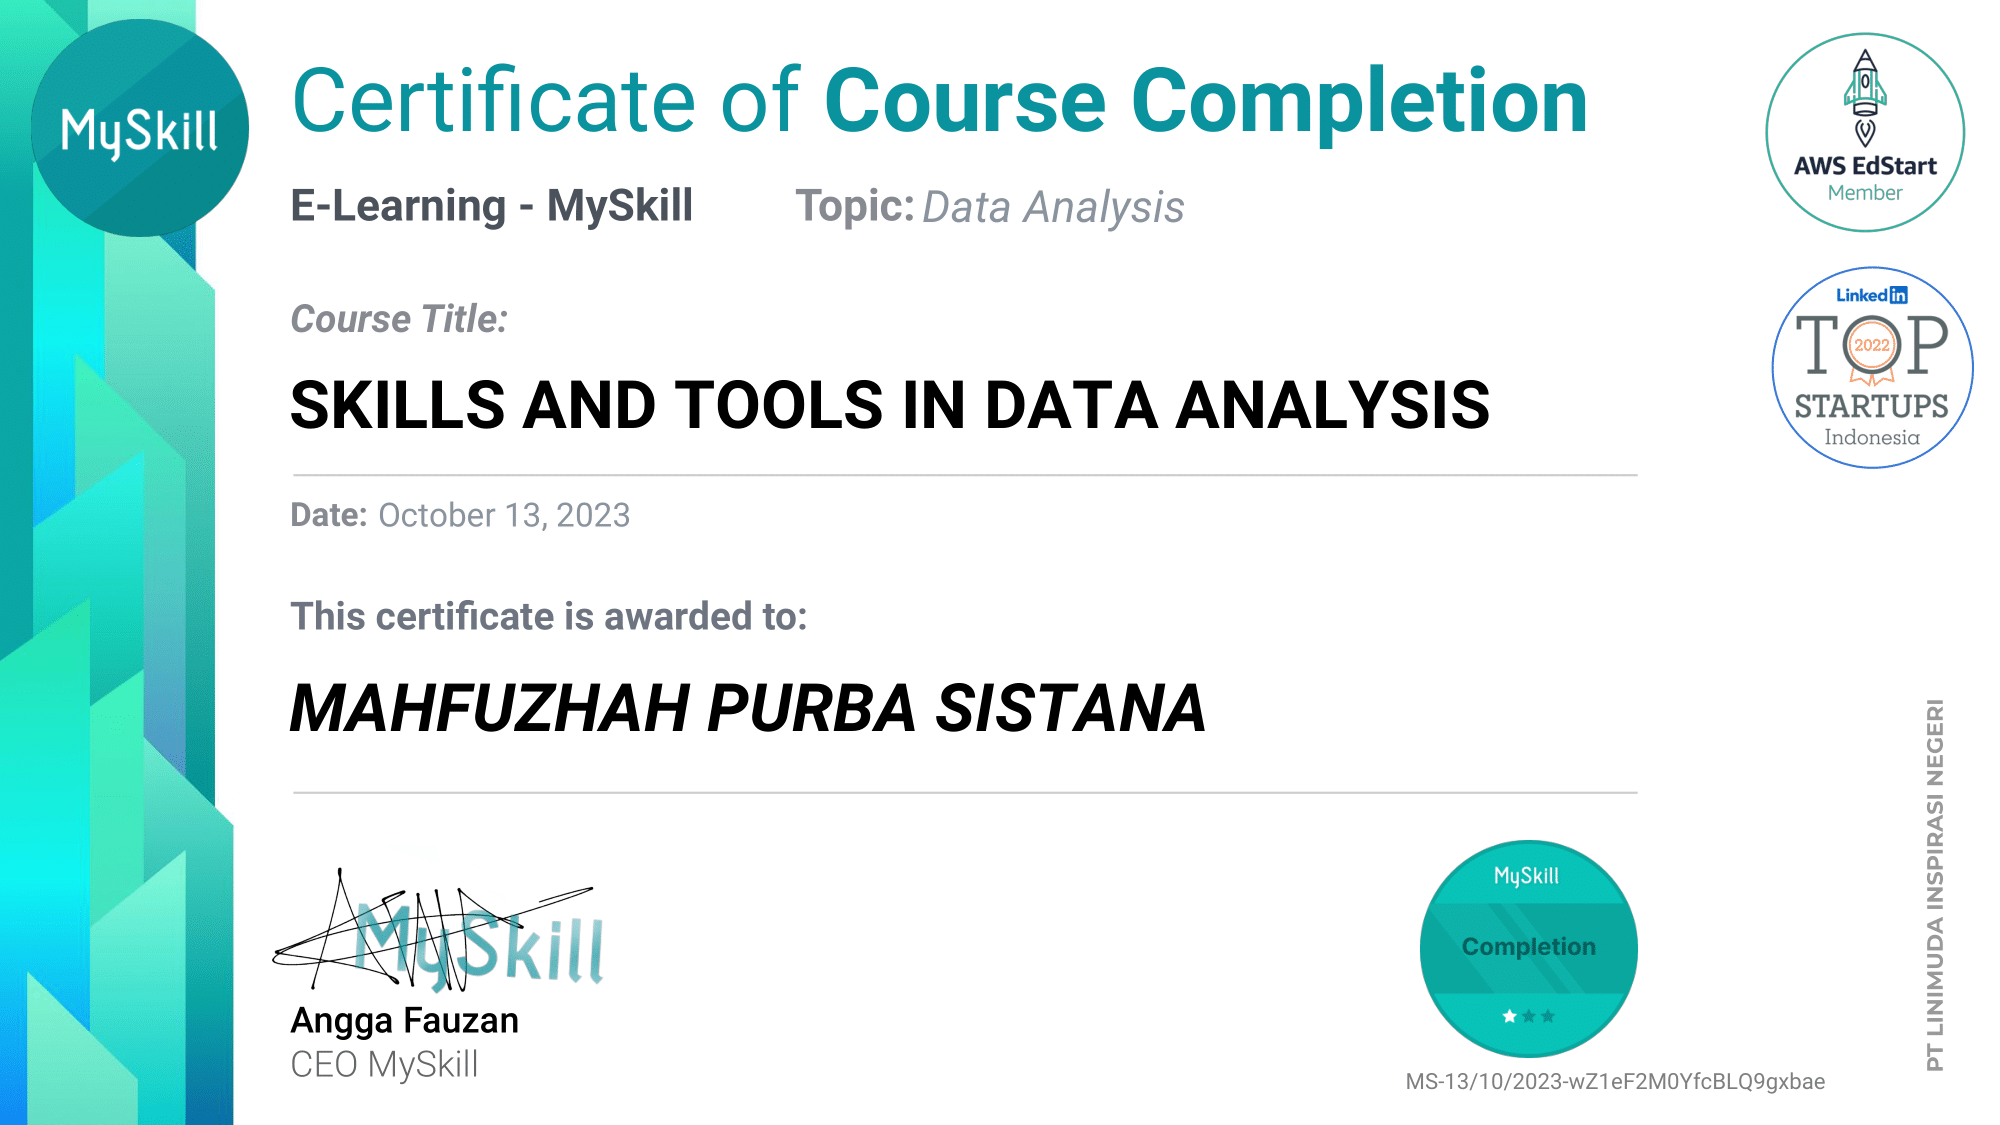 MySkill
Certificate of Course Completion
E-Learning - MySkill
Topic: Data Analysis
AWS EdStart
Member
LinkedIn
TOP
2022
STARTUPS
Indonesia
Course Title:
SKILLS AND TOOLS IN DATA ANALYSIS
Date: October 13, 2023
This certificate is awarded to:
MAHFUZHAH PURBA SISTANA
MySkill
Angga Fauzan
CEO MySkill
MySkill
Completion
MS-13/10/2023-wZ1eF2M0YfcBLQ9gxbae
PT LINIMUDA INSPIRASI NEGERI